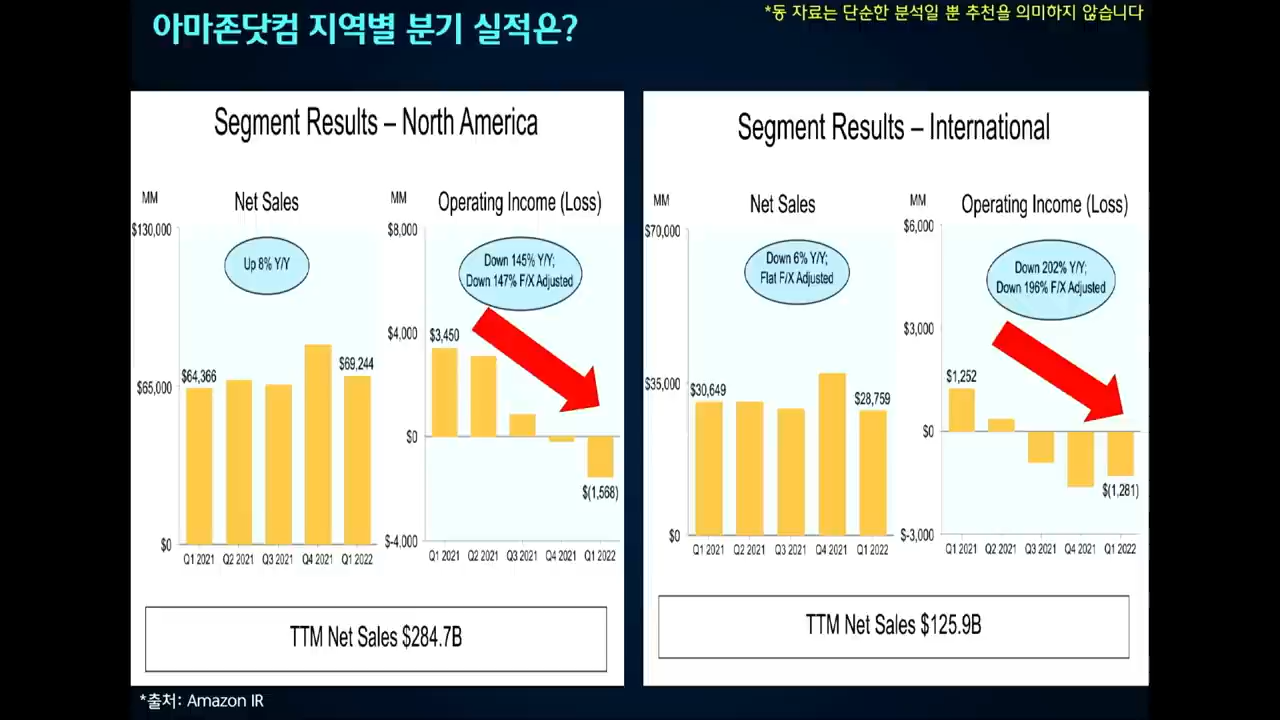 아마존닷컴 지역별 분기 실적은?
*동 자료는 단순한 분석일 뿐 추천을 의미하지 않습니다
Segment Results – North America
MM
Net Sales
$130,000
Up 8% Y/Y
$64,366
$69,244
$65,000
$0
Q1 2021 Q2 2021 Q3 2021 Q4 2021 Q1 2022
MM
Operating Income (Loss)
$8,000
Down 145% Y/Y;
Down 147% F/X Adjusted
$4,000
$3,450
$0
$(1,568)
$-4,000
Q1 2021 Q2 2021 Q3 2021 Q4 2021 Q1 2022
TTM Net Sales $284.7B
Segment Results – International
MM
Net Sales
$70,000
Down 6% Y/Y;
Flat F/X Adjusted
$35,000
$30,649
$28,759
$0
Q1 2021 Q2 2021 Q3 2021 Q4 2021 Q1 2022
MM
Operating Income (Loss)
$6,000
Down 202% Y/Y;
Down 196% F/X Adjusted
$3,000
$1,252
$0
$(1,281)
$-3,000
Q1 2021 Q2 2021 Q3 2021 Q4 2021 Q1 2022
TTM Net Sales $125.9B
*출처: Amazon IR